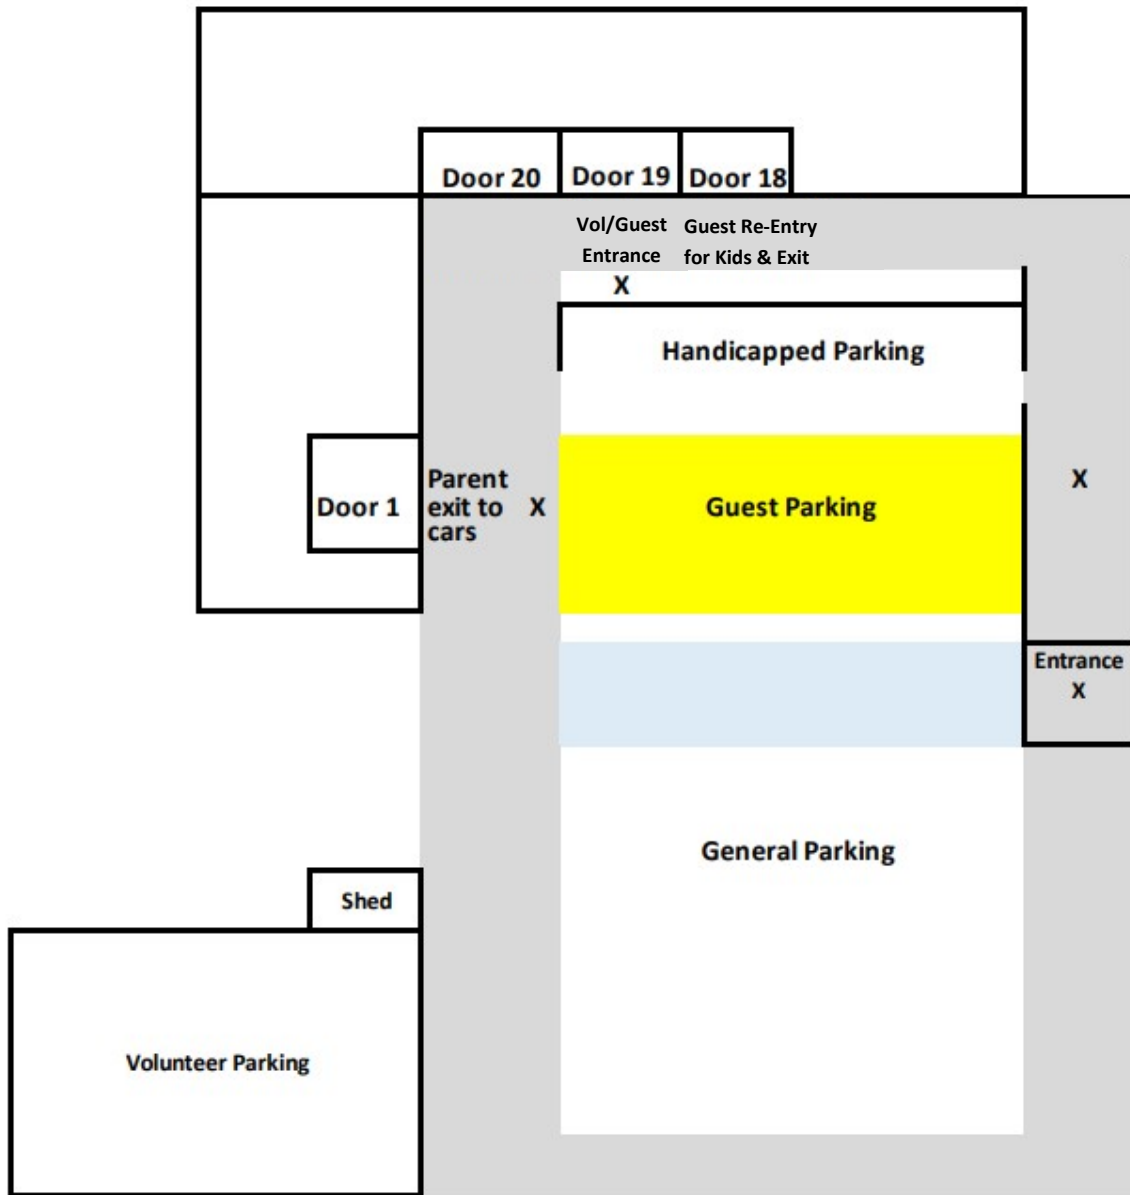 Door 20 Door 19 Door 18
Vol/Guest Guest Re-Entry
Entrance for Kids & Exit
X
Handicapped Parking
Door 1
Parent
exit to X
cars
Guest Parking
X
Entrance
X
General Parking
Shed
Volunteer Parking